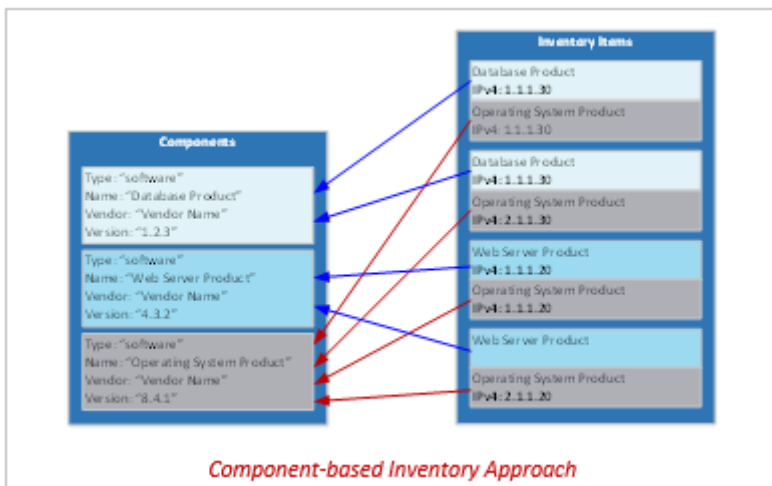 Components
Type: "software"
Name: "Database Product"
Vendor: "Vendor Name"
Version: "1.2.3"
Type: "software"
Name: "Web Server Product"
Vendor: "Vendor Name"
Version: "4.3.2"
Type: "software"
Name: "Operating System Product"
Vendor: "Vendor Name"
Version: "8.4.1"
Inventory Items
Database Product
IPv4: 1.1.1.30
Operating System Product
IPv4: 1.1.1.30
Database Product
IPv4: 1.1.1.30
Operating System Product
IPv4: 2.1.1.30
Web Server Product
IPv4: 1.1.1.20
Operating System Product
IPv4: 1.1.1.20
Web Server Product
Operating System Product
IPv4: 2.1.1.20
Component-based Inventory Approach